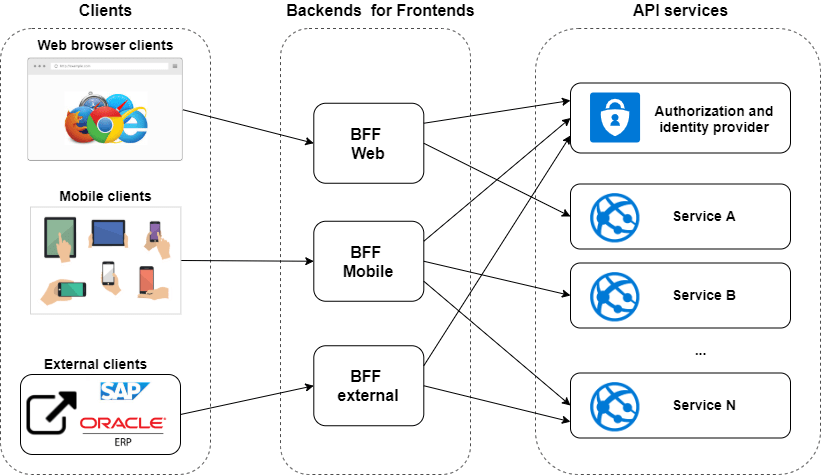 Clients
Backends for Frontends
API services
Web browser clients
Mobile clients
External clients
SAP
ORACLE
ERP
BFF
Web
BFF
Mobile
BFF
external
Authorization and
identity provider
Service A
Service B
...
Service N